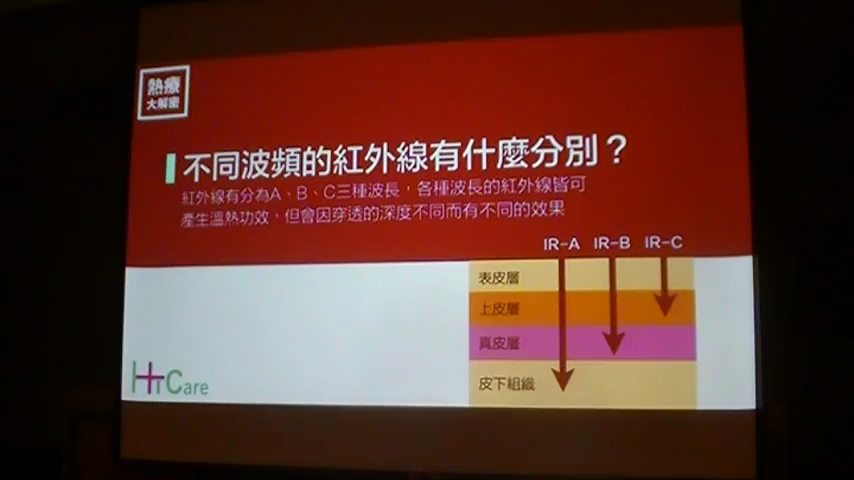 熱療
大解密
不同波頻的紅外線有什麼分別？
紅外線有分為A、B、C三種波長，各種波長的紅外線皆可
產生溫熱功效，但會因穿透的深度不同而有不同的效果
IR-A IR-B IR-C
表皮層
上皮層
真皮層
皮下組織
HTCare